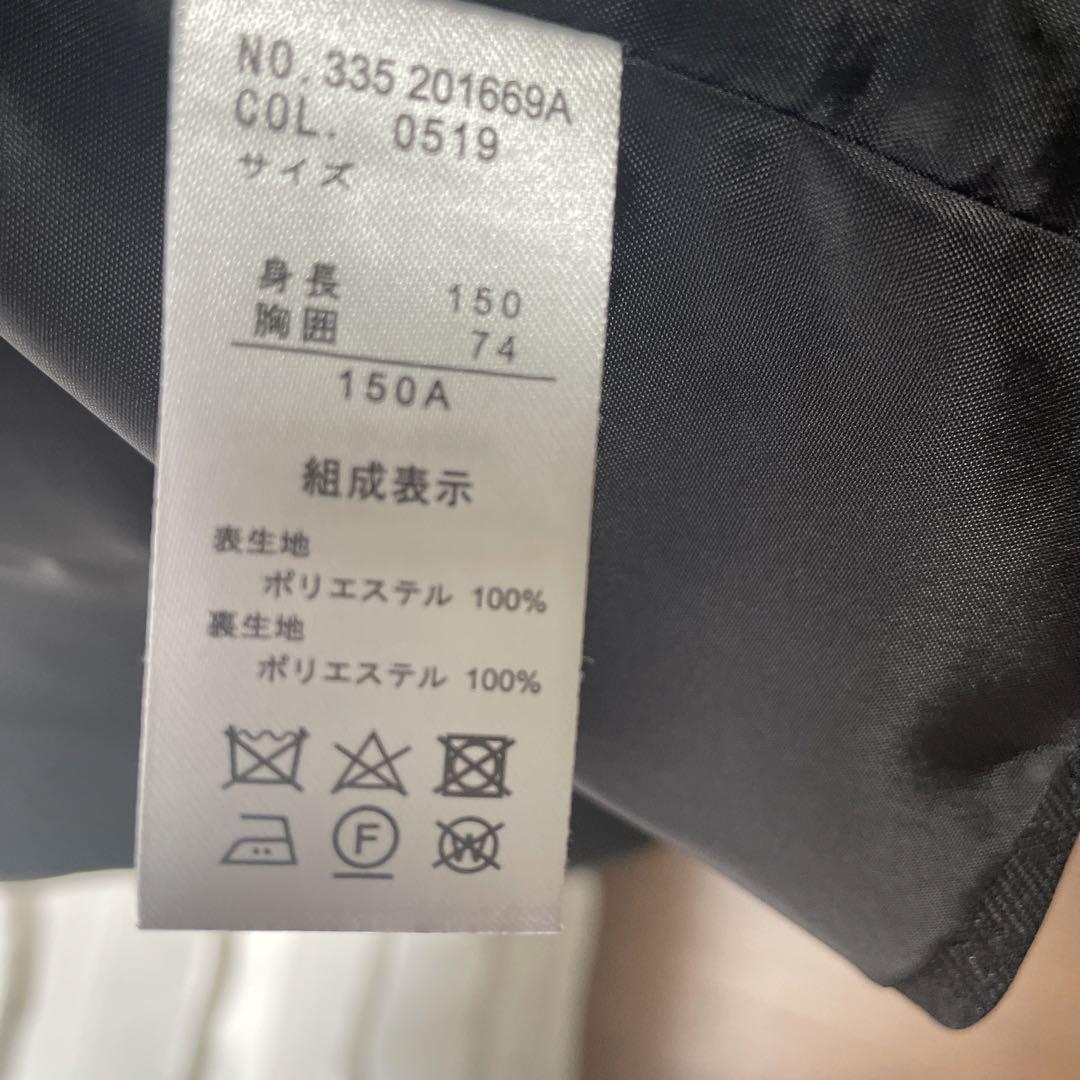 NO. 335 201669A
COL. 0519
サイズ
身長 150
胸囲 74
150A
組成表示
表生地
ポリエステル 100%
裏生地
ポリエステル 100%
F
W